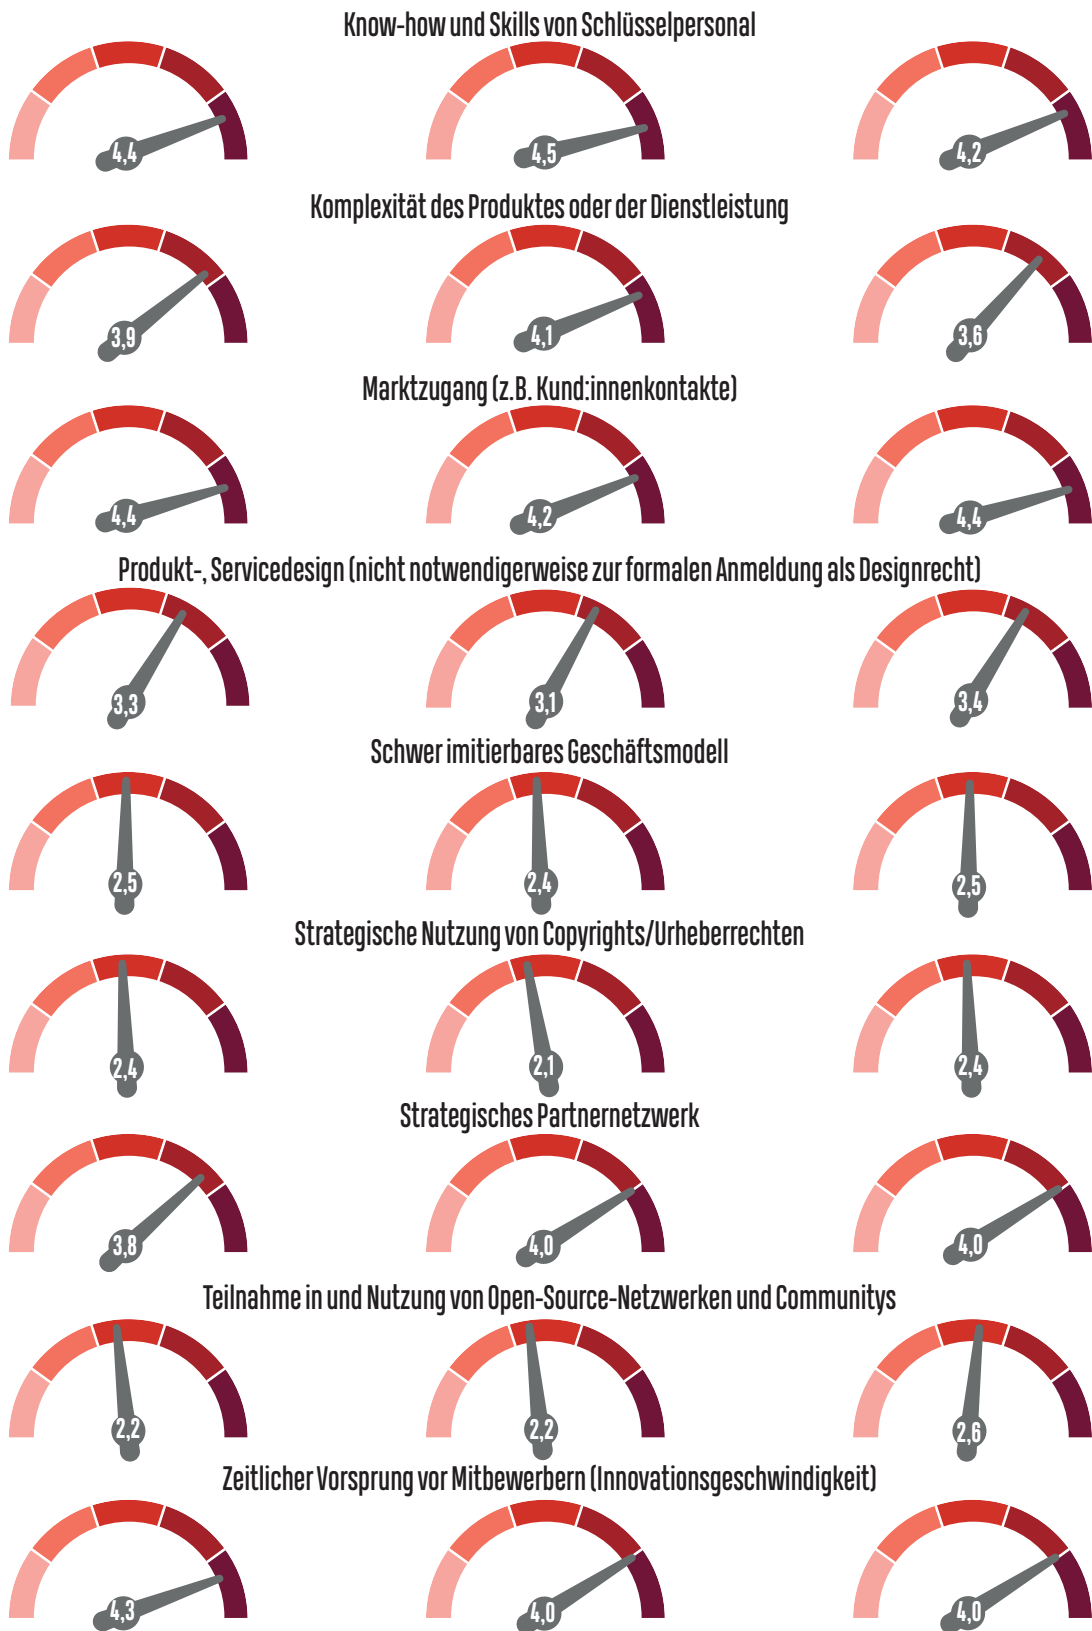 Know-how und Skills von Schlüsselpersonal
4,4 4,5 4,2
Komplexität des Produktes oder der Dienstleistung
3,9 4,1 3,6
Marktzugang (z.B. Kund:innenkontakte)
4,4 4,2 4,4
Produkt-, Servicedesign (nicht notwendigerweise zur formalen Anmeldung als Designrecht)
3,3 3,1 3,4
Schwer imitierbares Geschäftsmodell
2,5 2,4 2,5
Strategische Nutzung von Copyrights/Urheberrechten
2,4 2,1 2,4
Strategisches Partnernetzwerk
3,8 4,0 4,0
Teilnahme in und Nutzung von Open-Source-Netzwerken und Communitys
2,2 2,2 2,6
Zeitlicher Vorsprung vor Mitbewerbern (Innovationsgeschwindigkeit)
4,3 4,0 4,0